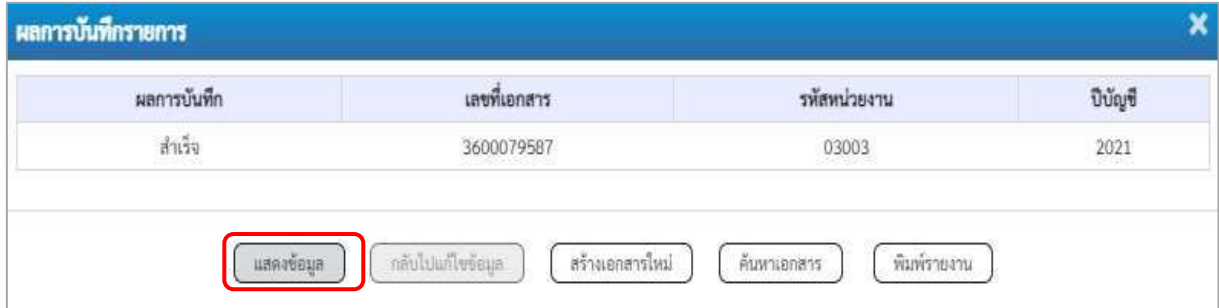 ผลการบันทึกรายการ
ผลการบันทึก เลขที่เอกสาร รหัสหน่วยงาน ปีบัญชี
สำเร็จ 3600079587 03003 2021
แสดงข้อมูล กลับไปแก้ไขข้อมูล สร้างเอกสารใหม่ ค้นหาเอกสาร พิมพ์รายงาน